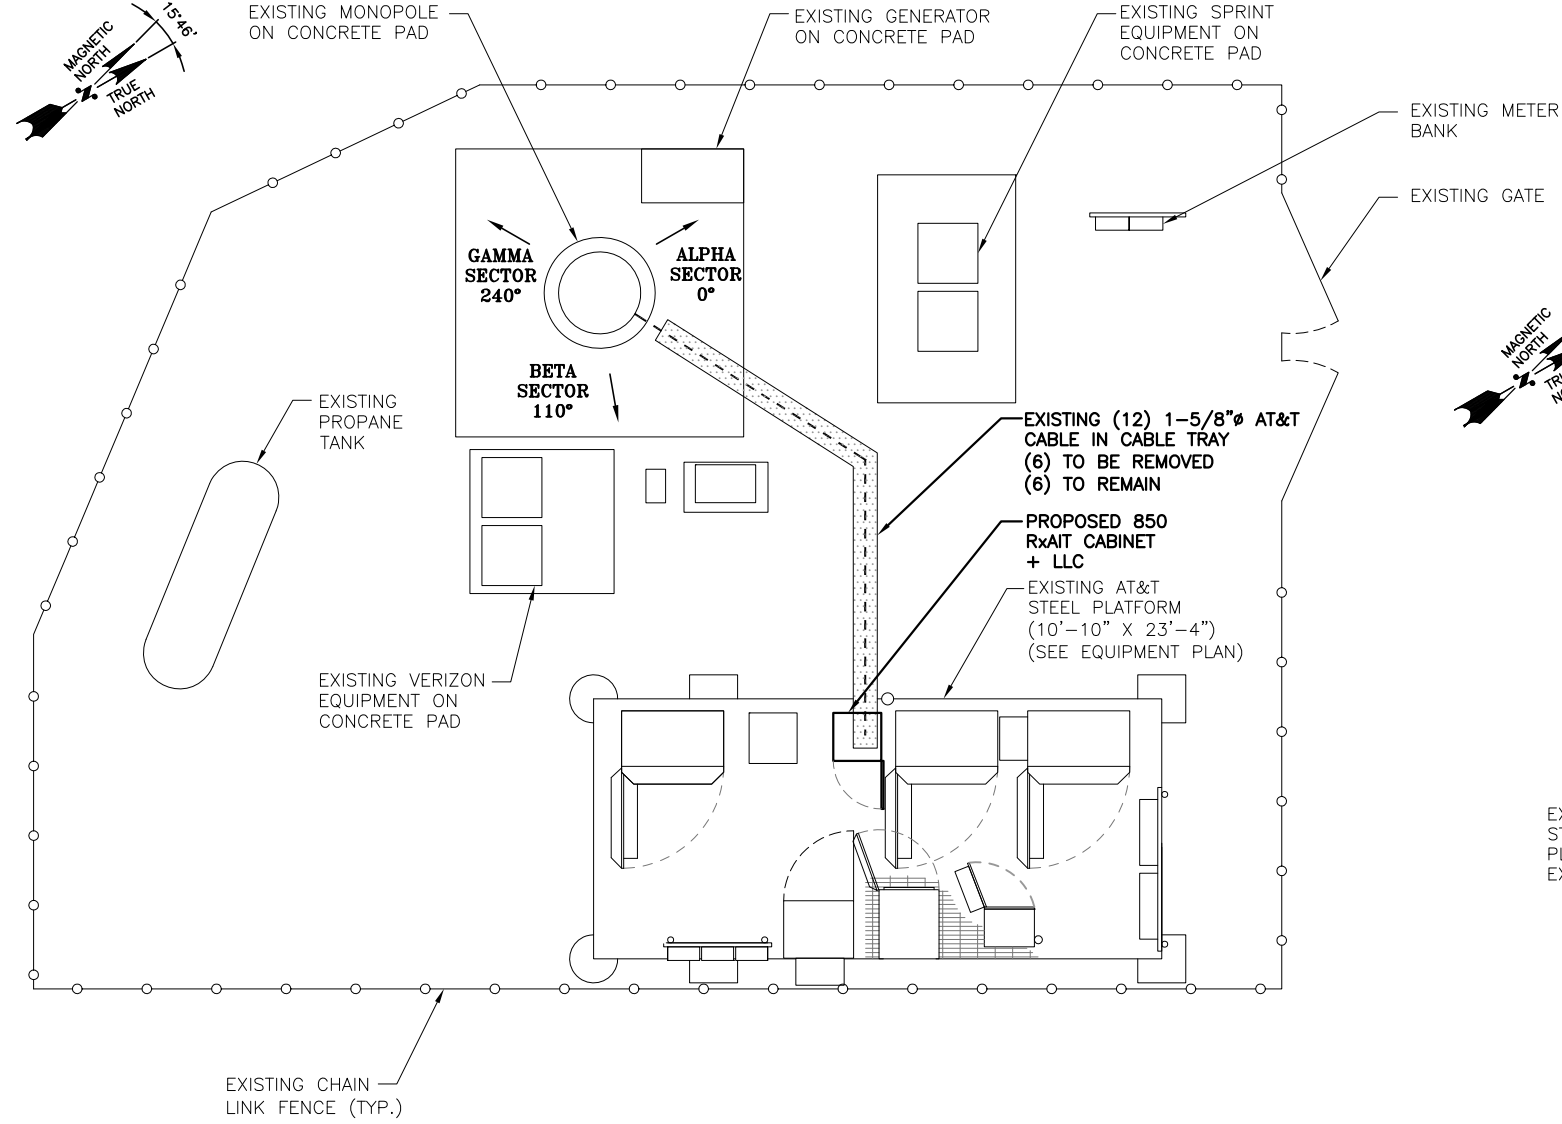 EXISTING MONOPOLE
ON CONCRETE PAD
EXISTING GENERATOR
ON CONCRETE PAD
EXISTING SPRINT
EQUIPMENT ON
CONCRETE PAD
15°46'
MAGNETIC
NORTH
TRUE
NORTH
EXISTING METER
BANK
EXISTING GATE
GAMMA
SECTOR
240°
ALPHA
SECTOR
0°
BETA
SECTOR
110°
MAGNETIC
NORTH
EXISTING
PROPANE
TANK
EXISTING (12) 1-5/8"ø AT&T
CABLE IN CABLE TRAY
(6) TO BE REMOVED
(6) TO REMAIN
PROPOSED 850
RxAIT CABINET
+ LLC
EXISTING AT&T
STEEL PLATFORM
(10'-10" X 23'-4")
(SEE EQUIPMENT PLAN)
EXISTING VERIZON
EQUIPMENT ON
CONCRETE PAD
EXISTING CHAIN
LINK FENCE (TYP.)